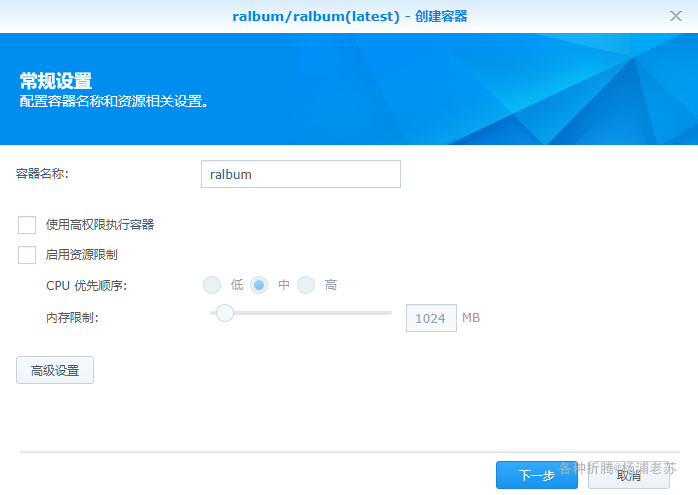 ralbum/ralbum(latest) - 创建容器
常规设置
配置容器名称和资源相关设置。
容器名称: ralbum
使用高权限执行容器
启用资源限制
CPU 优先顺序: 低 中 高
内存限制: 1024 MB
高级设置
下一步 取消
各种折腾@杨浦老苏